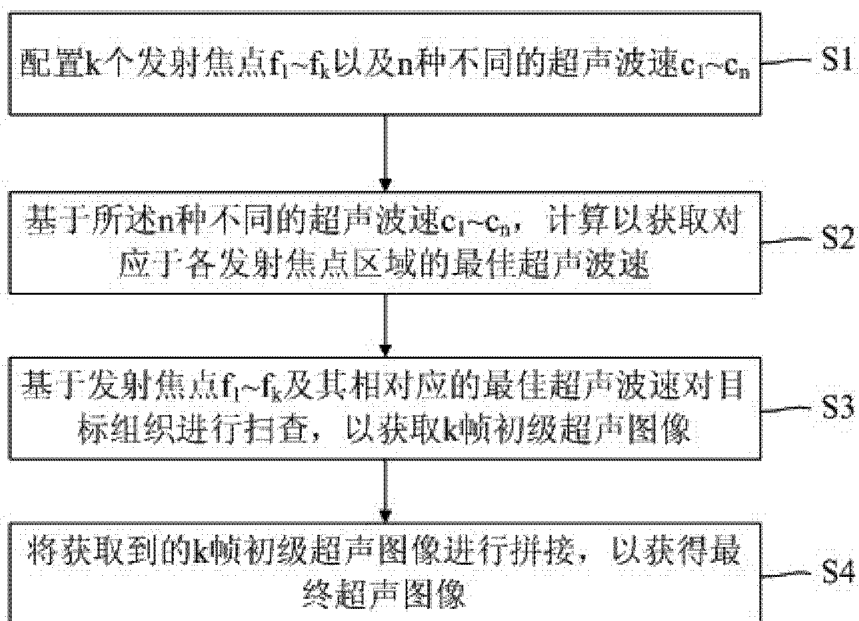 配置k个发射焦点f₁~fₖ以及n种不同的超声波速c₁~cₙ
S1
基于所述n种不同的超声波速c₁~cₙ，计算以获取对
应于各发射焦点区域的最佳超声波速
S2
基于发射焦点f₁~fₖ及其相对应的最佳超声波速对目
标组织进行扫查，以获取k帧初级超声图像
S3
将获取到的k帧初级超声图像进行拼接，以获得最
终超声图像
S4